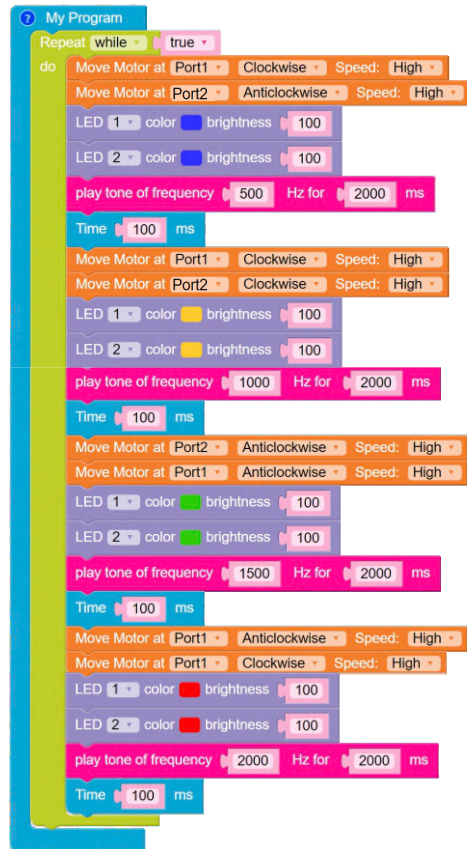 ? My Program
Repeat while true
do Move Motor at Port1 Clockwise Speed: High
Move Motor at Port2 Anticlockwise Speed: High
LED 1 color brightness 100
LED 2 color brightness 100
play tone of frequency 500 Hz for 2000 ms
Time 100 ms
Move Motor at Port1 Clockwise Speed: High
Move Motor at Port2 Clockwise Speed: High
LED 1 color brightness 100
LED 2 color brightness 100
play tone of frequency 1000 Hz for 2000 ms
Time 100 ms
Move Motor at Port2 Anticlockwise Speed: High
Move Motor at Port1 Anticlockwise Speed: High
LED 1 color brightness 100
LED 2 color brightness 100
play tone of frequency 1500 Hz for 2000 ms
Time 100 ms
Move Motor at Port1 Anticlockwise Speed: High
Move Motor at Port1 Clockwise Speed: High
LED 1 color brightness 100
LED 2 color brightness 100
play tone of frequency 2000 Hz for 2000 ms
Time 100 ms